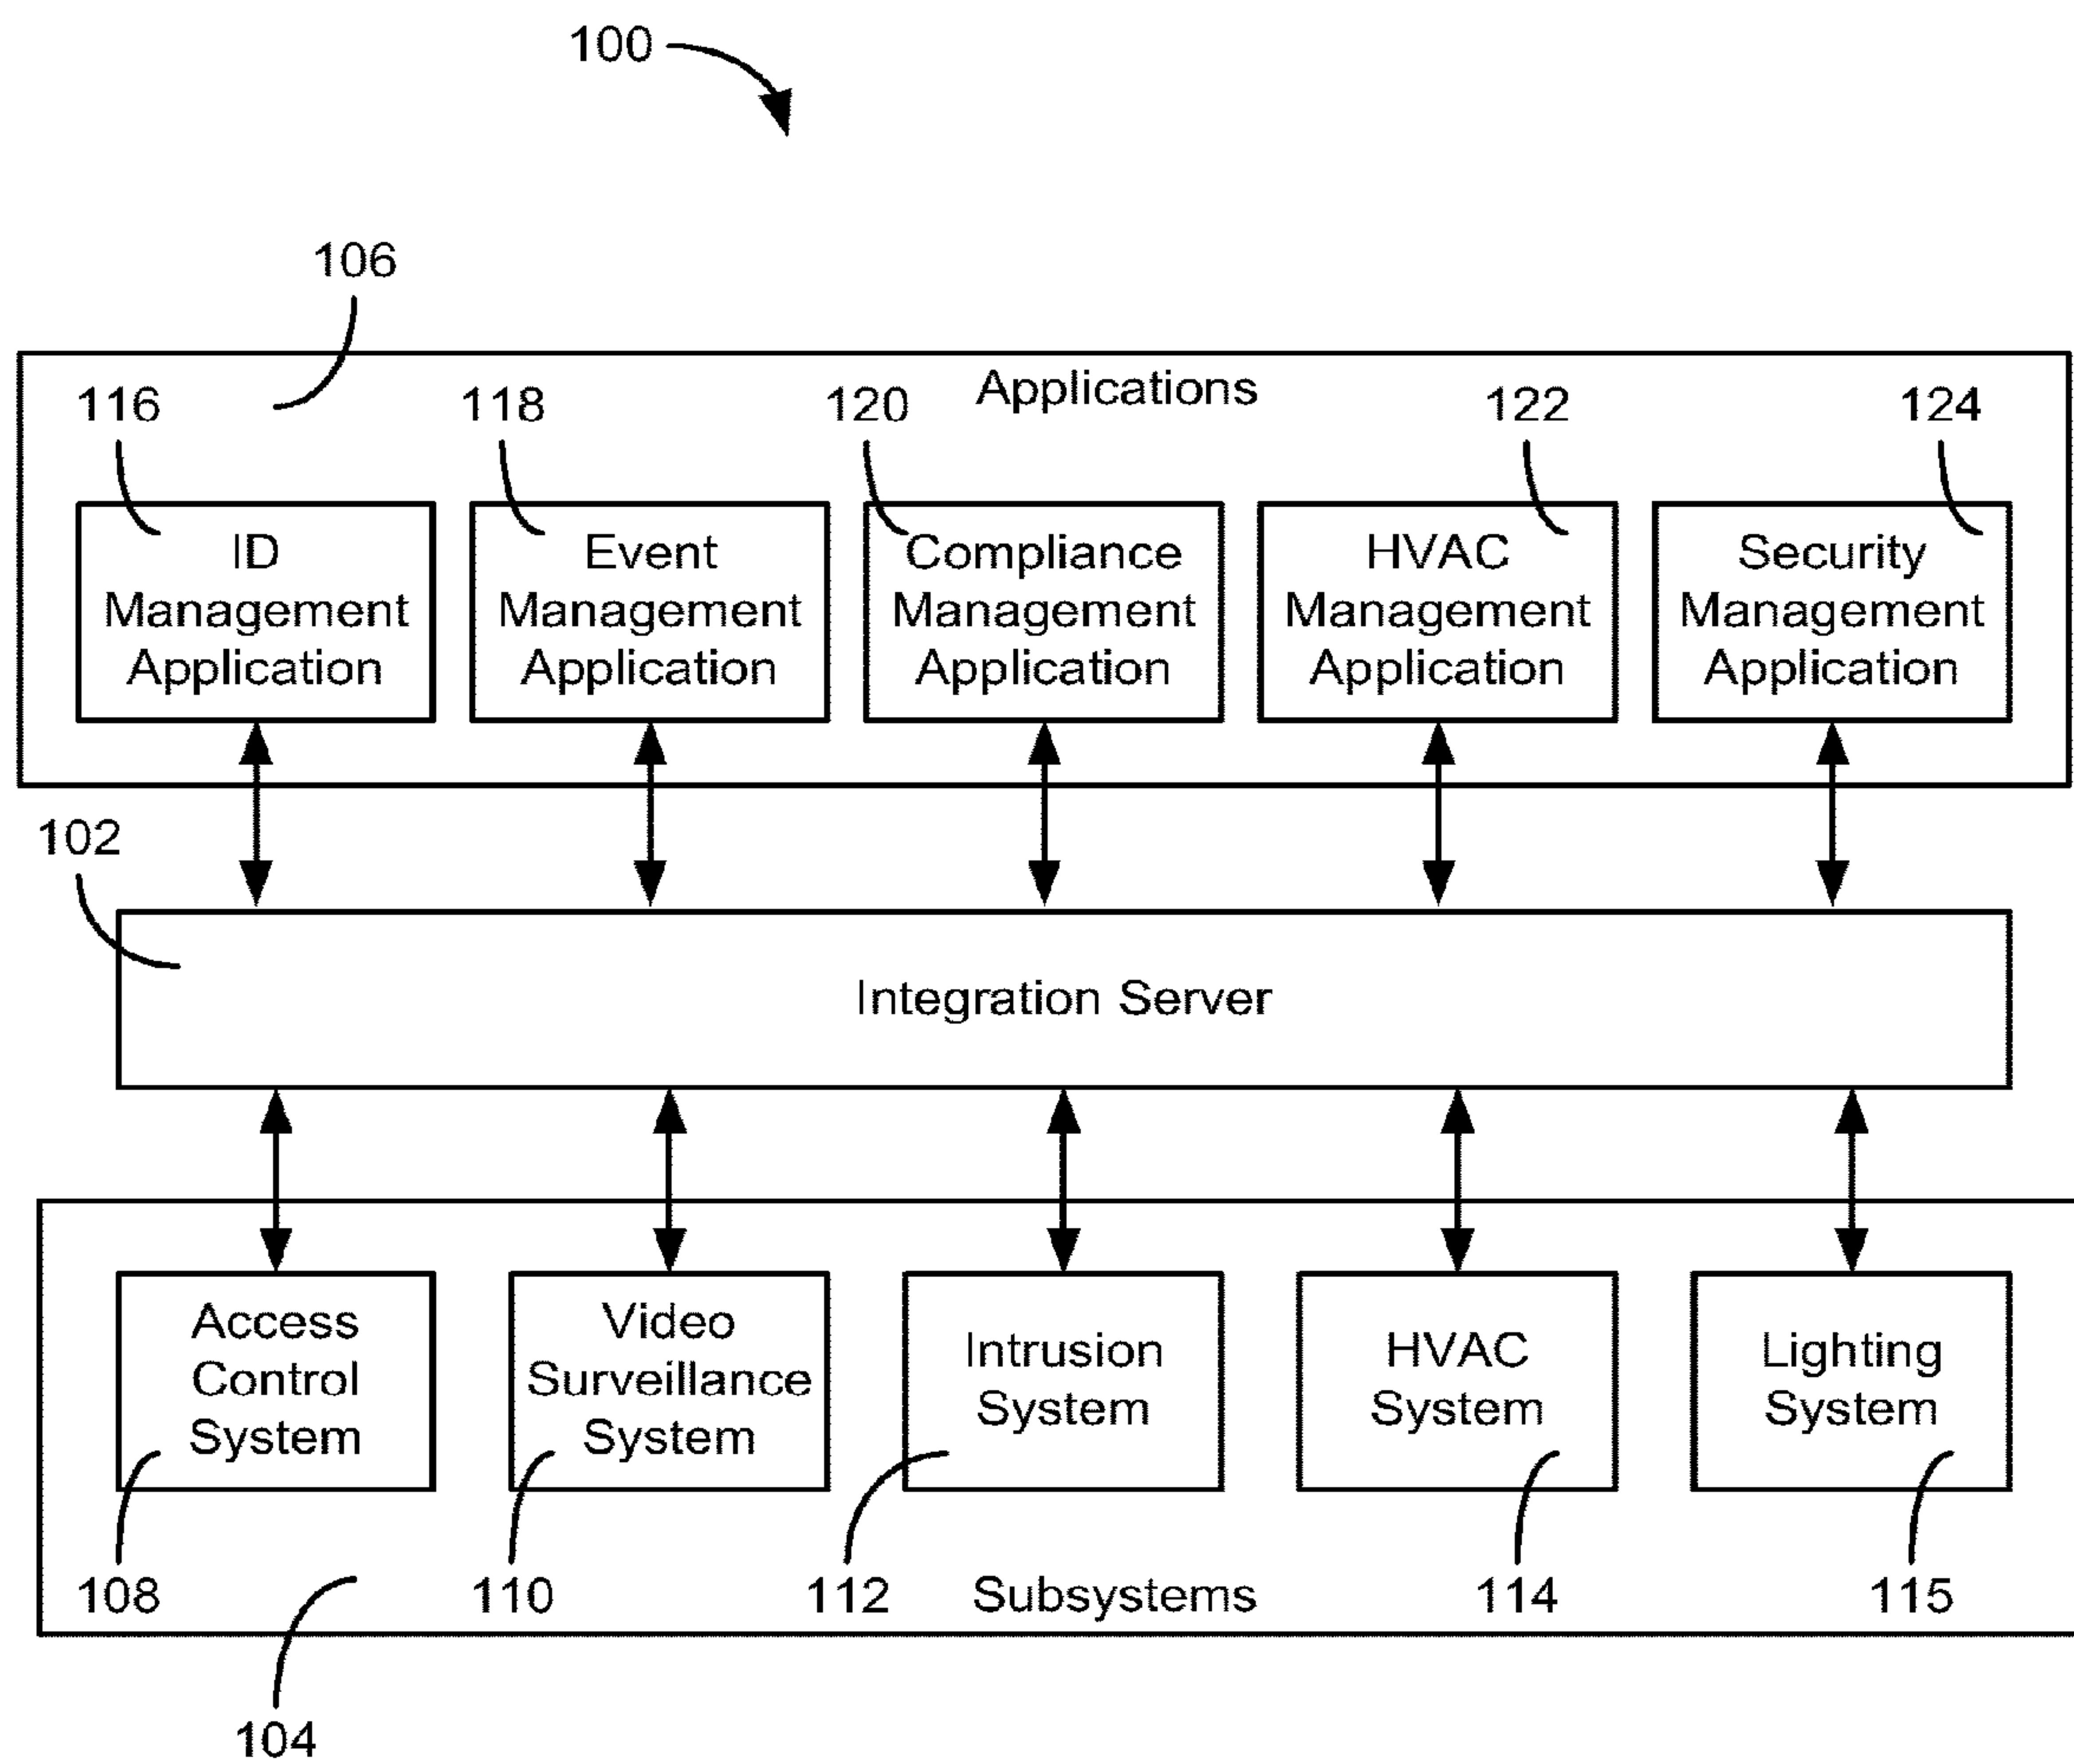 100
106
Applications
116
118
120
122
124
ID
Management
Application
Event
Management
Application
Compliance
Management
Application
HVAC
Management
Application
Security
Management
Application
102
Integration Server
Access
Control
System
Video
Surveillance
System
Intrusion
System
HVAC
System
Lighting
System
108
110
112
Subsystems
114
115
104